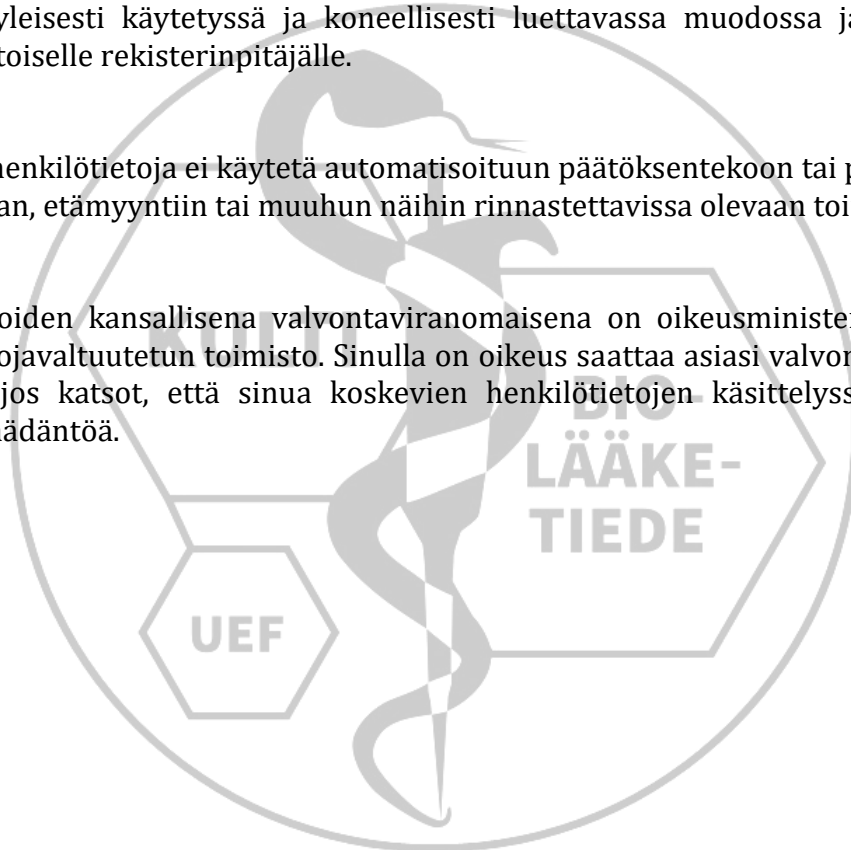 yleisesti käytetyssä ja koneellisesti luettavassa muodossa ja
toiselle rekisterinpitäjälle.
henkilötietoja ei käytetä automatisoituun päätöksentekoon tai p
an, etämyyntiin tai muuhun näihin rinnastettavissa olevaan toi
oiden kansallisena valvontaviranomaisena on oikeusminister
ojavaltuutetun toimisto. Sinulla on oikeus saattaa asiasi valvon
jos katsot, että sinua koskevien henkilötietojen käsittelyss
äädäntöä.
BIO-
LÄÄKE-
TIEDE
UEF